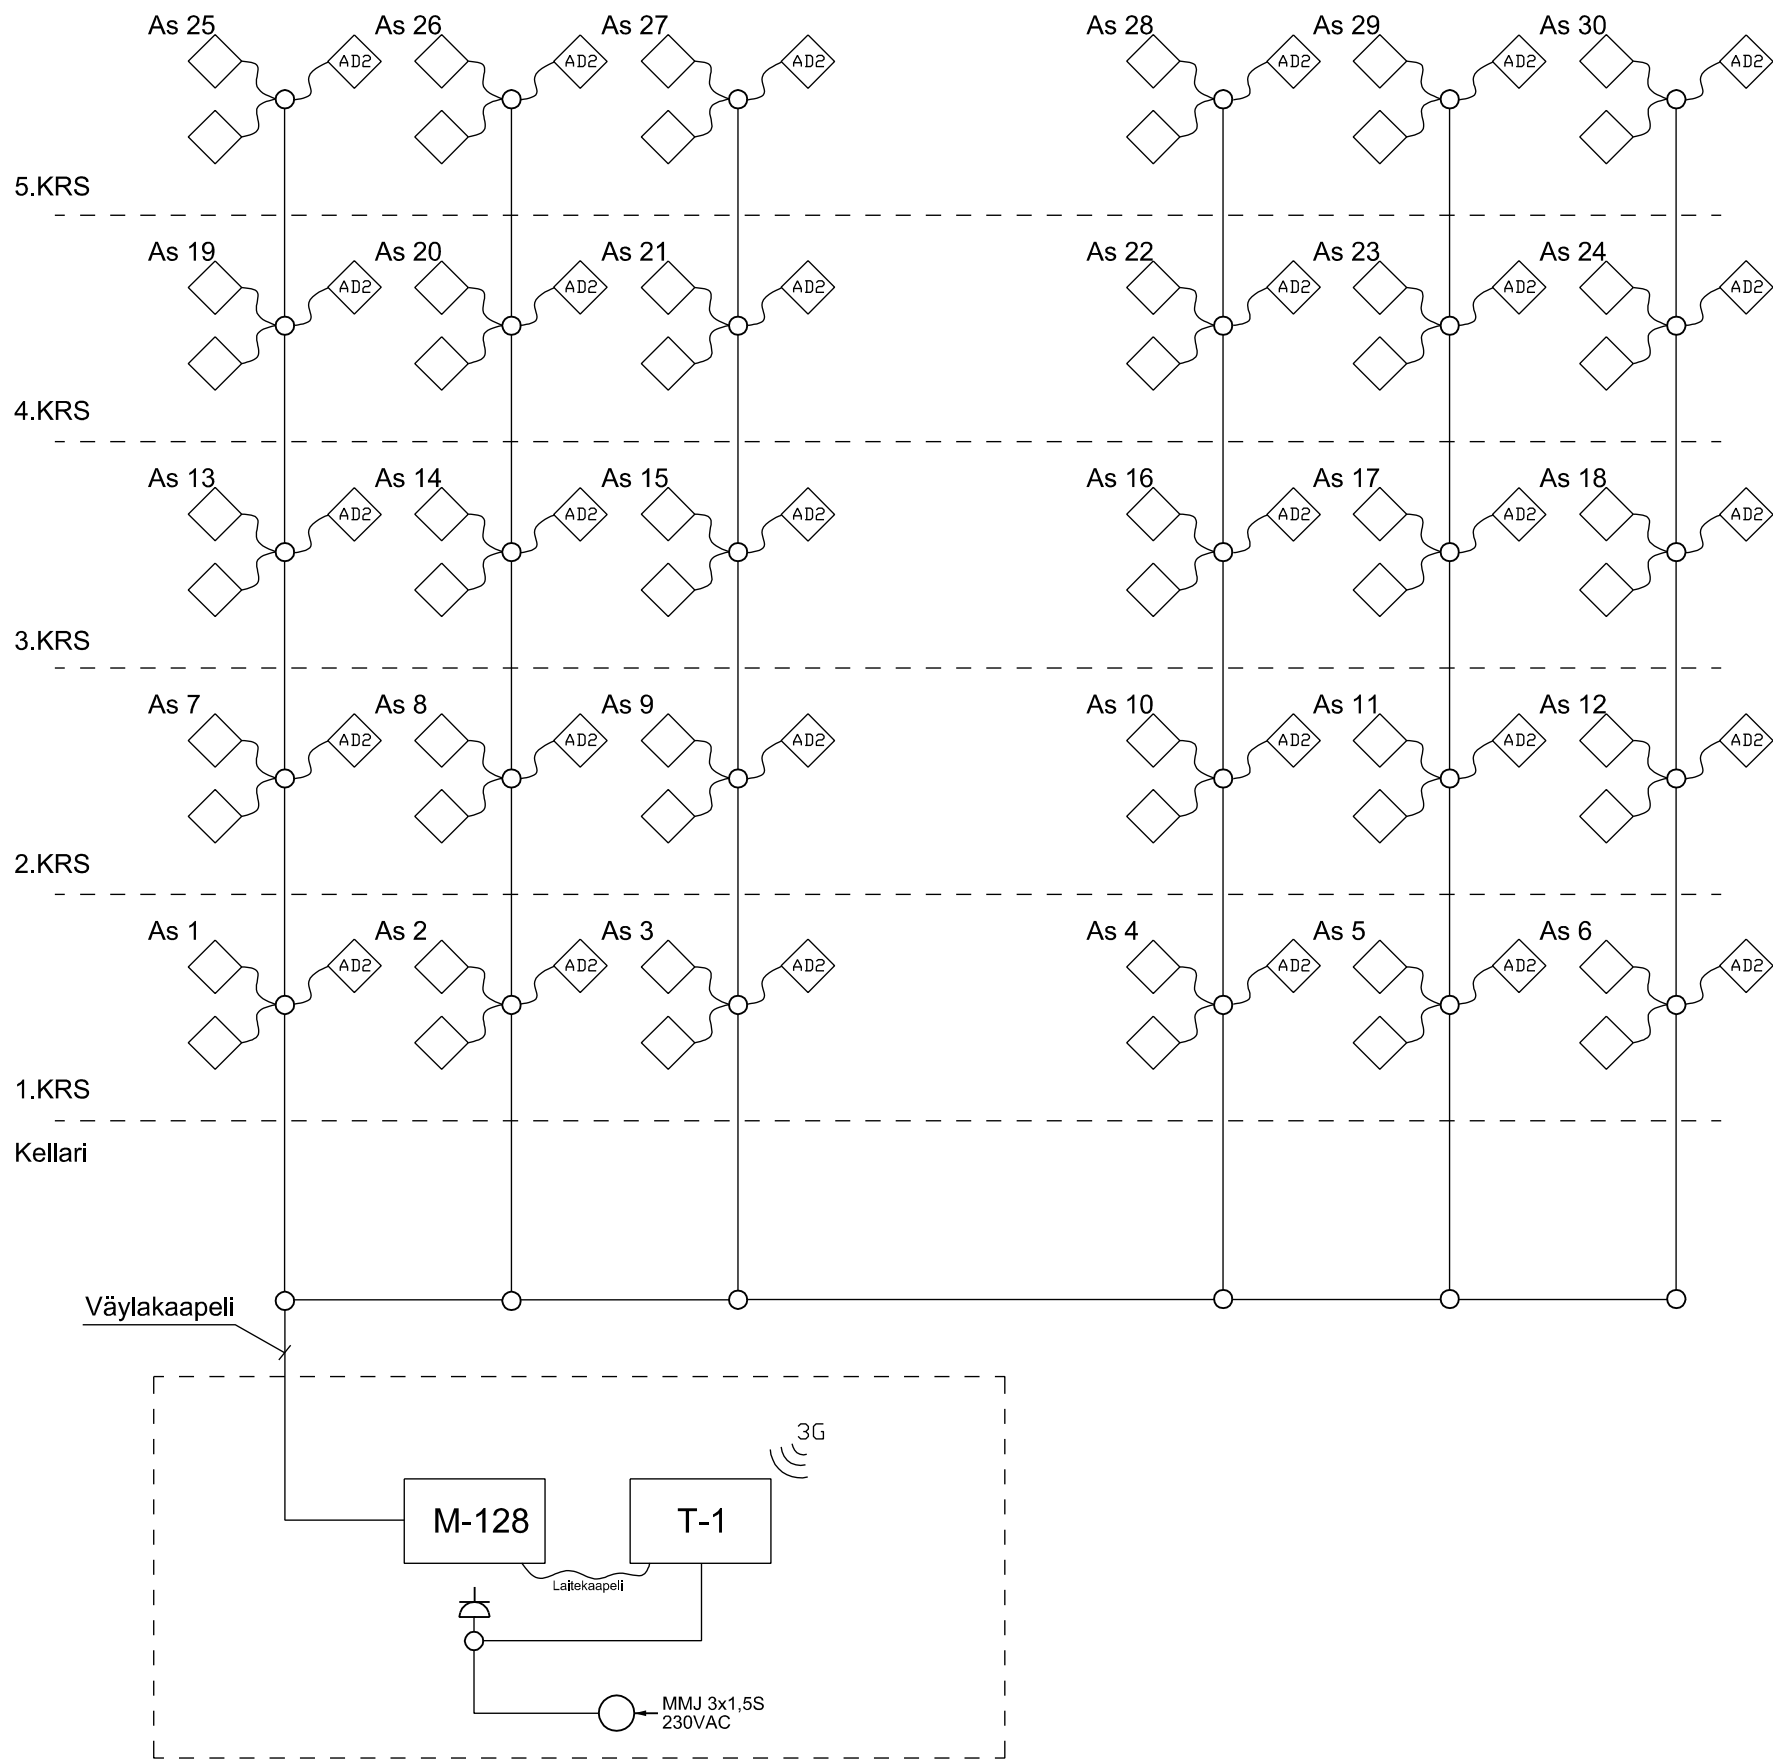 As 25 As 26 As 27 As 28 As 29 As 30
AD2 AD2 AD2 AD2 AD2 AD2
5.KRS
As 19 As 20 As 21 As 22 As 23 As 24
AD2 AD2 AD2 AD2 AD2 AD2
4.KRS
As 13 As 14 As 15 As 16 As 17 As 18
AD2 AD2 AD2 AD2 AD2 AD2
3.KRS
As 7 As 8 As 9 As 10 As 11 As 12
AD2 AD2 AD2 AD2 AD2 AD2
2.KRS
As 1 As 2 As 3 As 4 As 5 As 6
AD2 AD2 AD2 AD2 AD2 AD2
1.KRS
Kellari
Väylakaapeli
3G
M-128 T-1
Laitekaapeli
MMJ 3x1,5S
230VAC